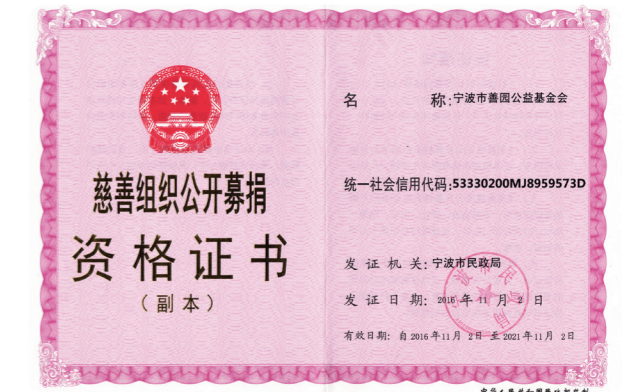 慈善组织公开募捐
资格证书
(副本)
名 称:宁波市善园公益基金会
统一社会信用代码:53330200MJ8959573D
发证机关:宁波市民政局
发证日期: 2016年11月2日
有效日期: 自2016年11月2日至2021年11月2日